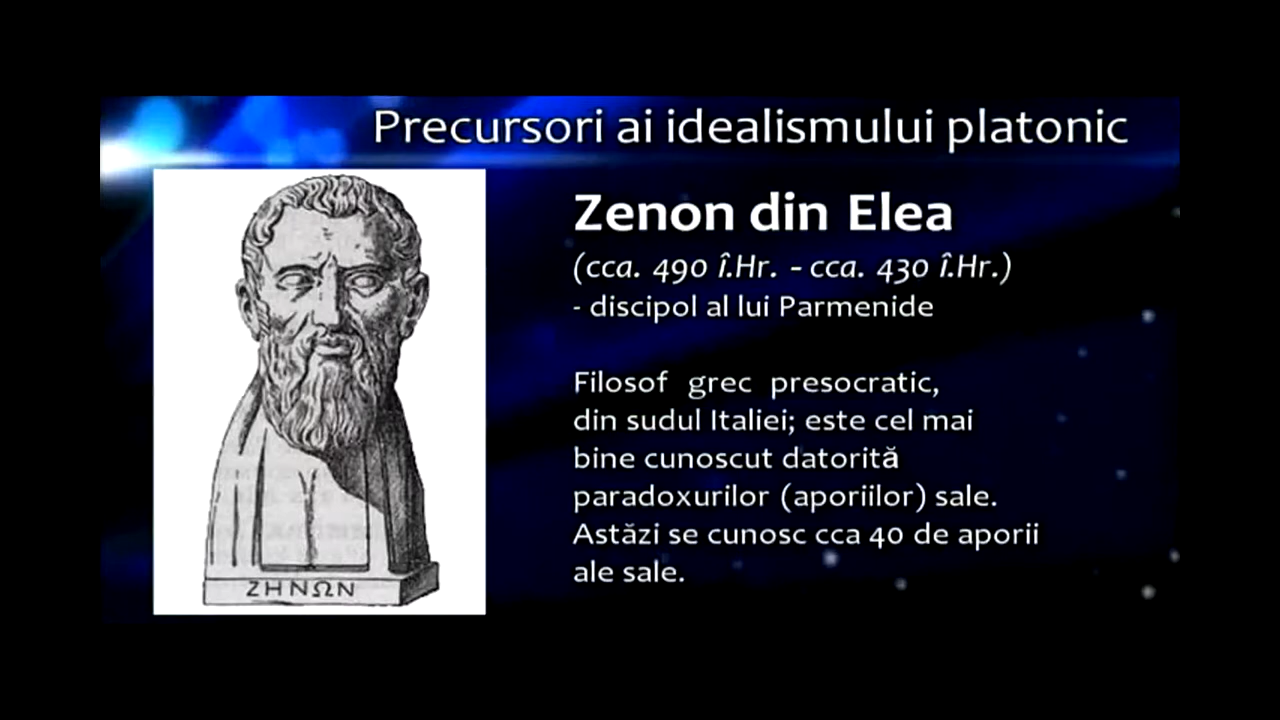 Precursori ai idealismului platonic
Zenon din Elea
(cca. 490 î.Hr. - cca. 430 î.Hr.)
- discipol al lui Parmenide
Filosof grec presocratic,
din sudul Italiei; este cel mai
bine cunoscut datorită
paradoxurilor (aporiilor) sale.
Astăzi se cunosc cca 40 de aporii
ale sale.
ΖΗΝΩΝ